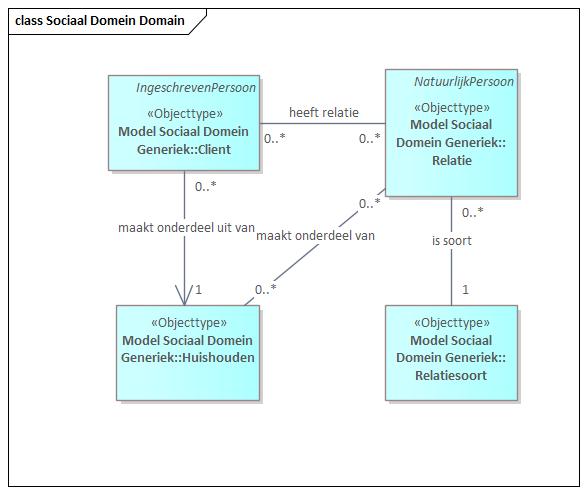 class Sociaal Domein Domain
IngeschrevenPersoon
«Objecttype»
Model Sociaal Domein
Generiek::Client
NatuurlijkPersoon
«Objecttype»
Model Sociaal
Domein Generiek::
Relatie
heeft relatie
0..*
0..*
0..*
maakt onderdeel uit van
1
0..*
maakt onderdeel van
0..*
0..*
is soort
1
«Objecttype»
Model Sociaal Domein
Generiek::Huishouden
«Objecttype»
Model Sociaal
Domein Generiek::
Relatiesoort